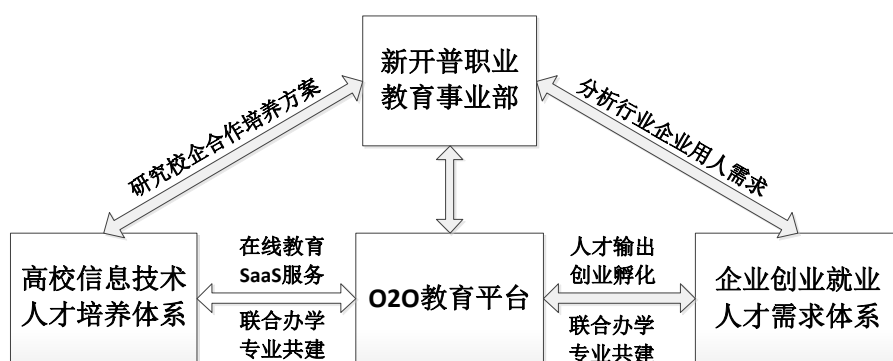 新开普职业
教育事业部
研究校企合作培养方案
分析行业企业用人需求
高校信息技术
人才培养体系
在线教育
SaaS服务
联合办学
专业共建
O2O教育平台
人才输出
创业孵化
联合办学
专业共建
企业创业就业
人才需求体系